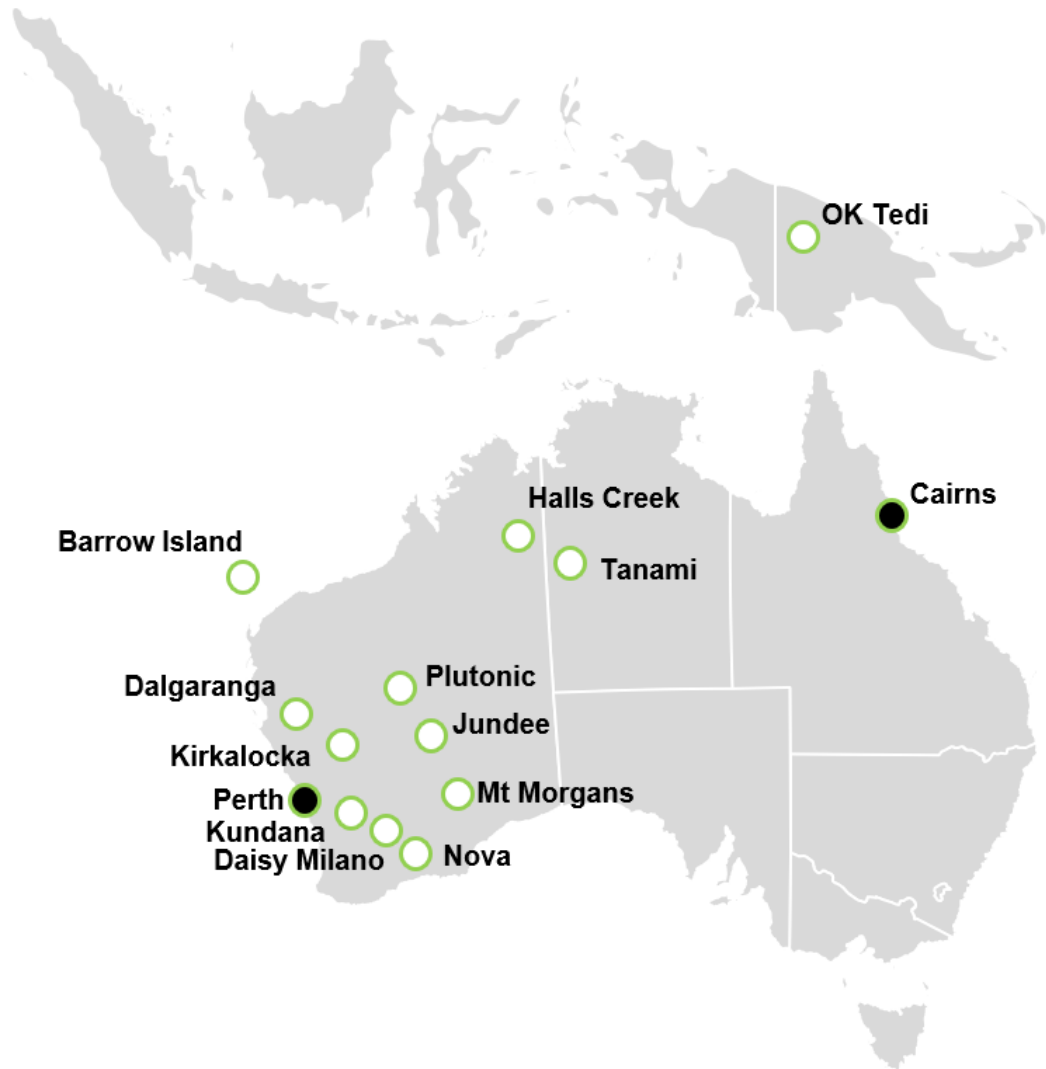 OK Tedi
Cairns
Halls Creek
Barrow Island
Tanami
Plutonic
Dalgaranga
Jundee
Kirkalocka
Mt Morgans
Perth
Kundana
Daisy Milano
Nova